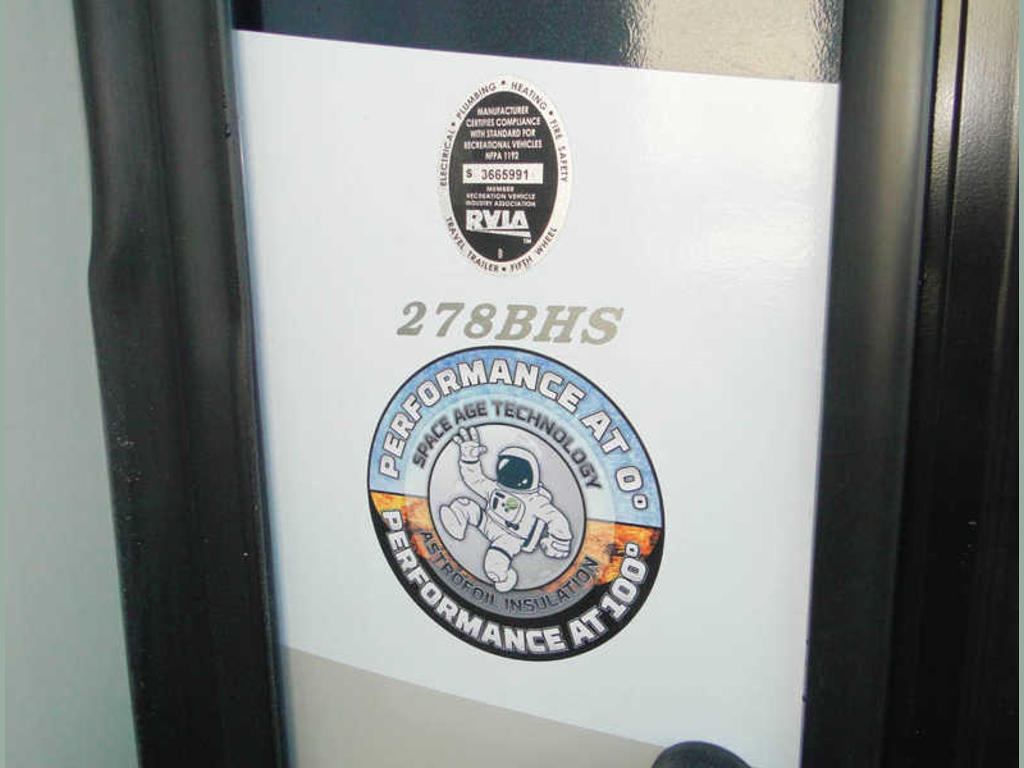 ELECTRICAL • PLUMBING • HEATING • FIRE SAFETY
MANUFACTURER
CERTIFIES COMPLIANCE
WITH STANDARD FOR
RECREATIONAL VEHICLES
NFPA 1192
S 3665991
MEMBER
RECREATION VEHICLE
INDUSTRY ASSOCIATION
RVIA
TM
TRAVEL TRAILER • FIFTH WHEEL
278BHS
PERFORMANCE AT 0°
SPACE AGE TECHNOLOGY
ASTROFOIL INSULATION
PERFORMANCE AT 100°